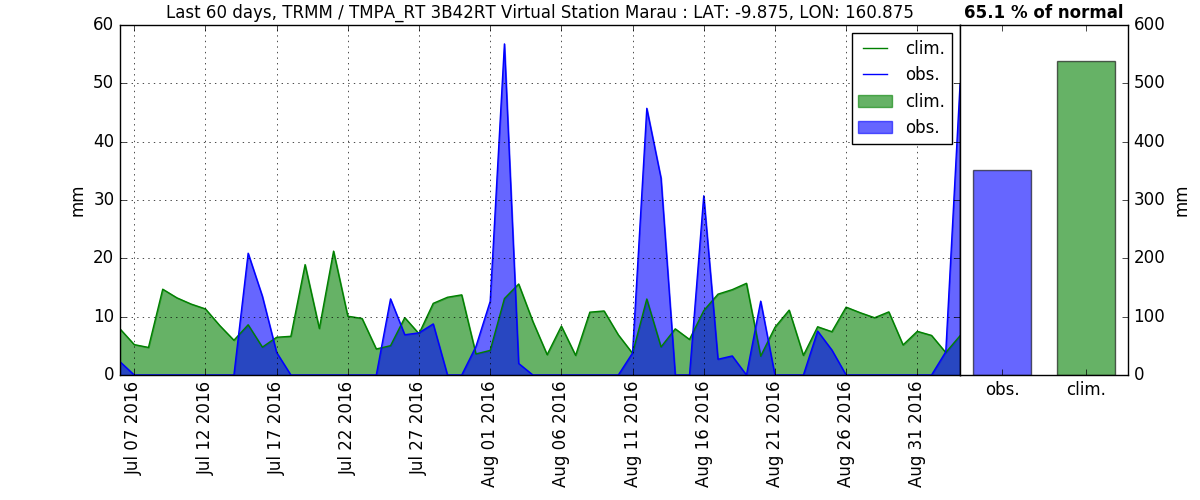 Last 60 days, TRMM / TMPA_RT 3B42RT Virtual Station Marau : LAT: -9.875, LON: 160.875
65.1 % of normal
60
50
40
30
20
10
0
mm
clim.
obs.
clim.
obs.
600
500
400
300
200
100
0
mm
obs.
clim.
Jul 07 2016
Jul 12 2016
Jul 17 2016
Jul 22 2016
Jul 27 2016
Aug 01 2016
Aug 06 2016
Aug 11 2016
Aug 16 2016
Aug 21 2016
Aug 26 2016
Aug 31 2016